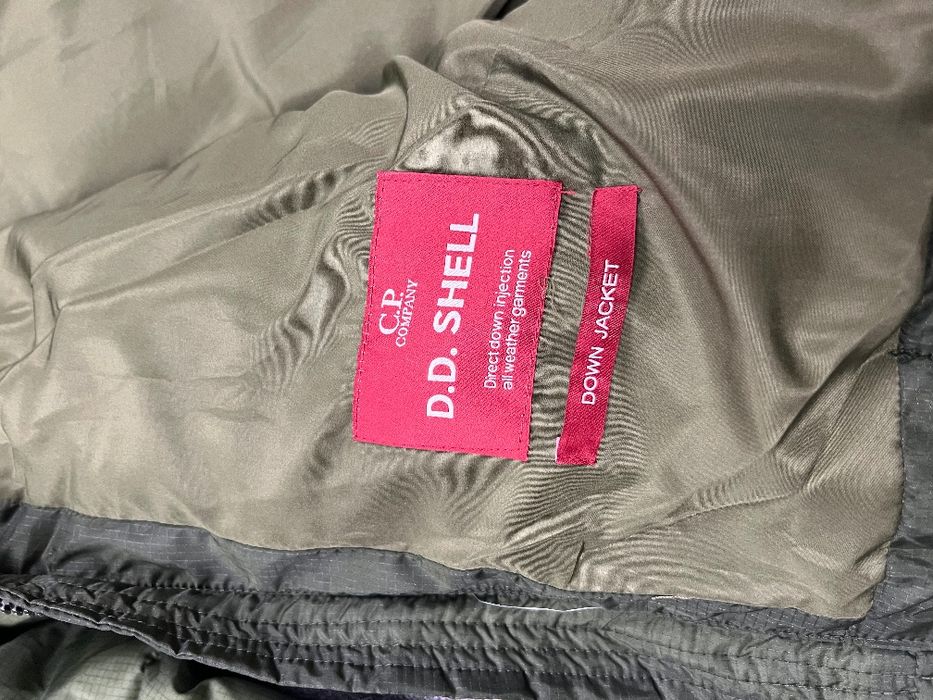 C.P.
COMPANY
D.D. SHELL
Direct down injection
all weather garments
DOWN JACKET